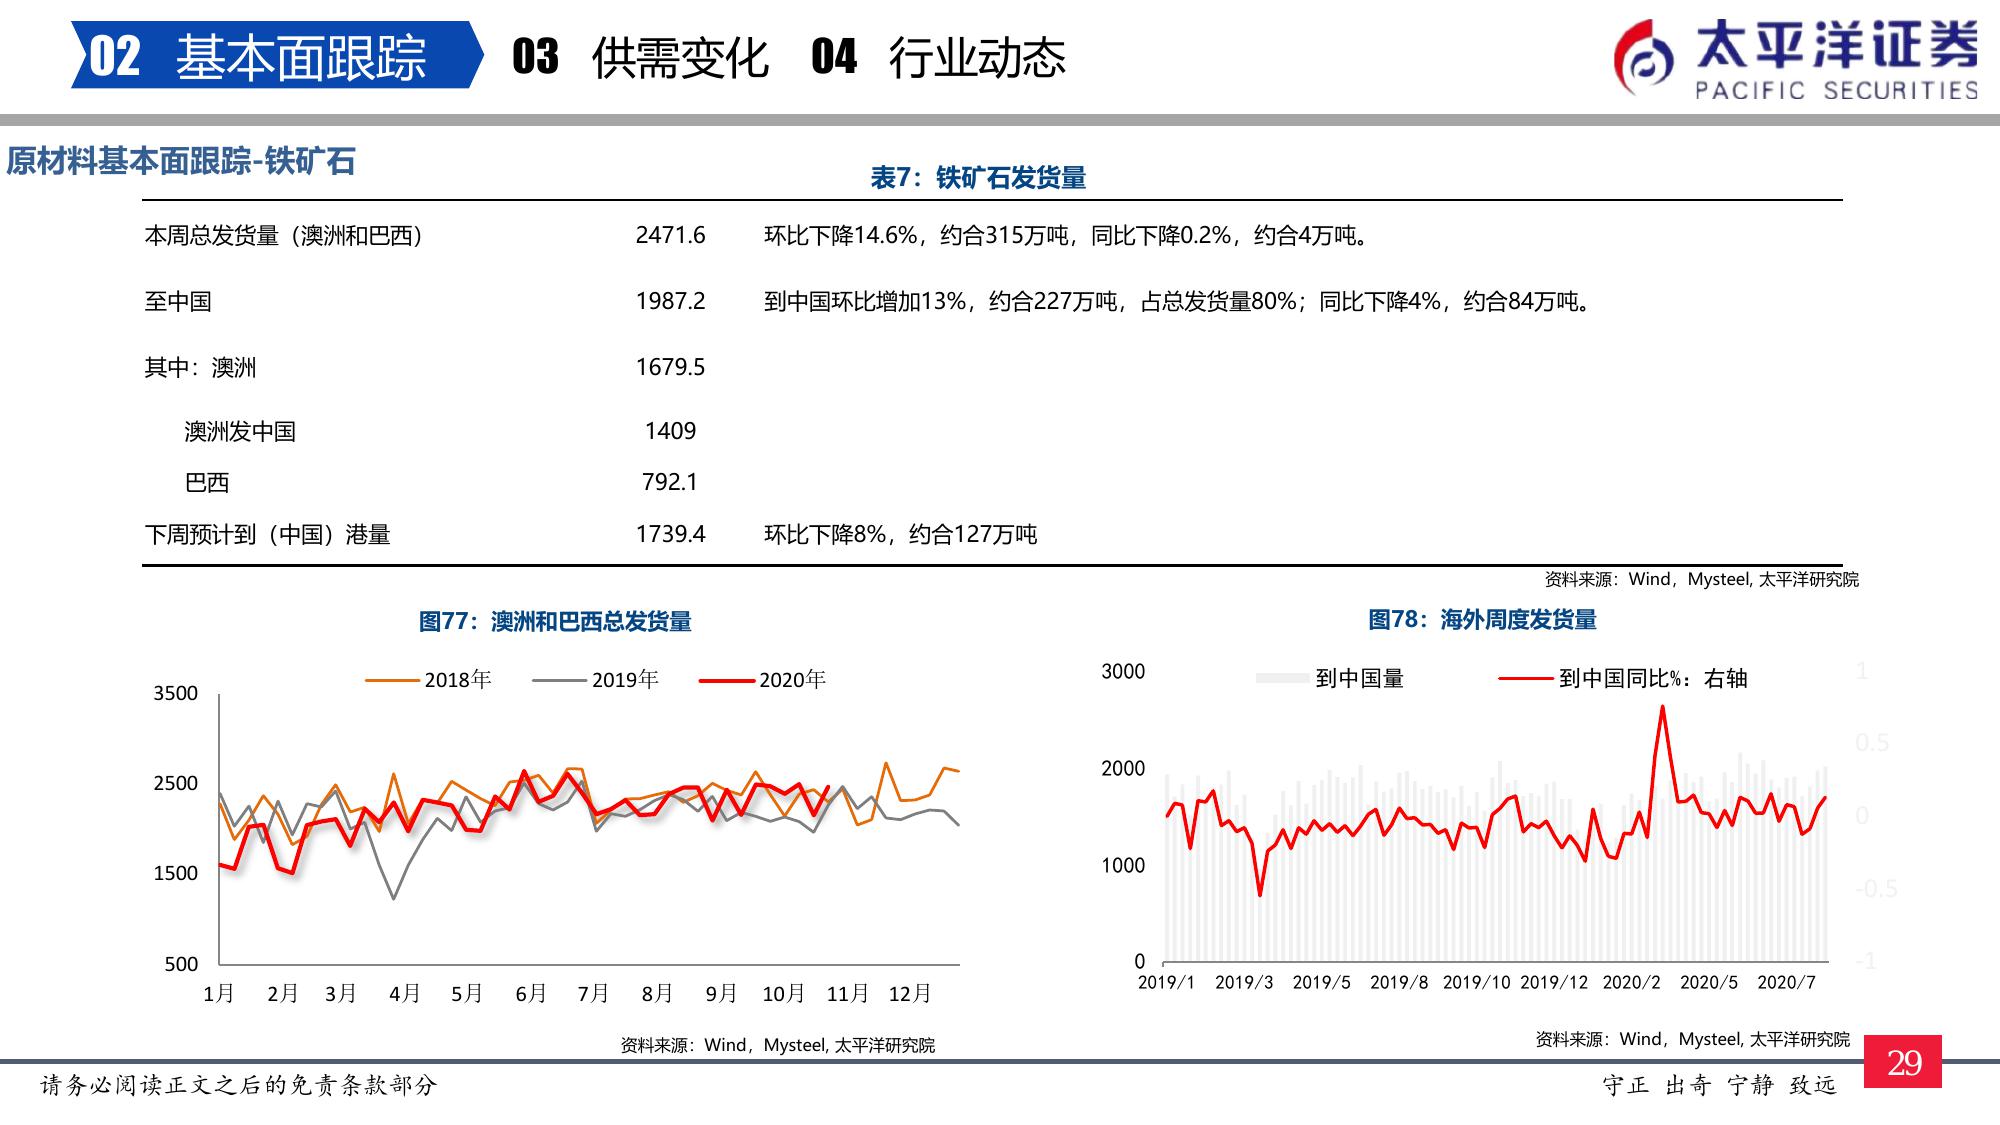 02 基本面跟踪 03 供需变化 04 行业动态
太平洋证券
PACIFIC SECURITIES
原材料基本面跟踪-铁矿石
表7：铁矿石发货量
本周总发货量（澳洲和巴西） 2471.6 环比下降14.6%，约合315万吨，同比下降0.2%，约合4万吨。
至中国 1987.2 到中国环比增加13%，约合227万吨，占总发货量80%；同比下降4%，约合84万吨。
其中：澳洲 1679.5
澳洲发中国 1409
巴西 792.1
下周预计到（中国）港量 1739.4 环比下降8%，约合127万吨
资料来源：Wind，Mysteel, 太平洋研究院
图77：澳洲和巴西总发货量
2018年 2019年 2020年
3500
2500
1500
500
1月 2月 3月 4月 5月 6月 7月 8月 9月 10月 11月 12月
资料来源：Wind，Mysteel, 太平洋研究院
图78：海外周度发货量
到中国量 到中国同比%：右轴
3000
2000
1000
0
1
0.5
0
-0.5
-1
2019/1 2019/3 2019/5 2019/8 2019/10 2019/12 2020/2 2020/5 2020/7
资料来源：Wind，Mysteel, 太平洋研究院
请务必阅读正文之后的免责条款部分
守正 出奇 宁静 致远
29